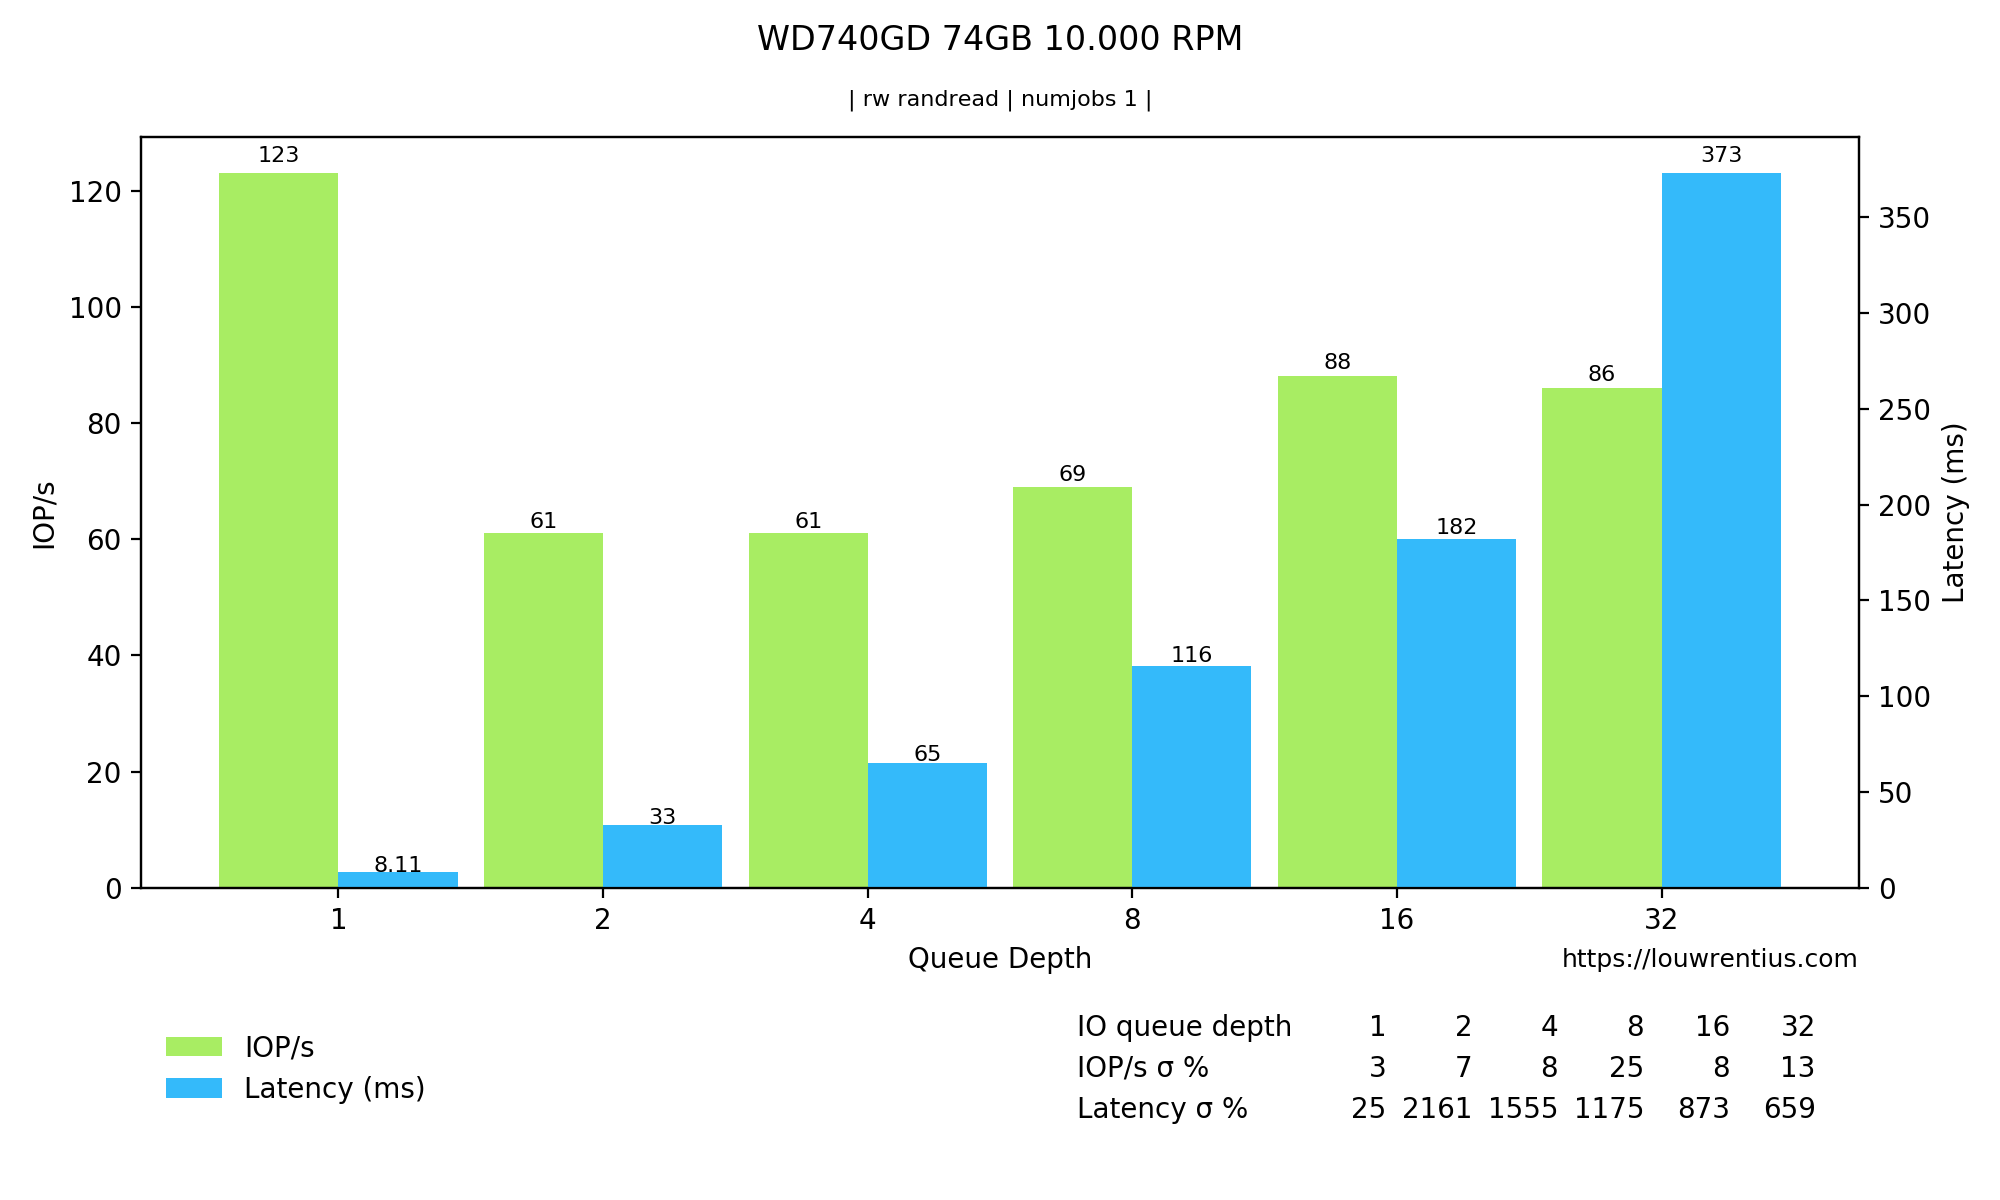 WD740GD 74GB 10.000 RPM
| rw randread | numjobs 1 |
IOP/s
120
100
80
60
40
20
0
123
8.11
61
33
61
65
69
116
88
182
86
373
350
300
250
200
150
100
50
0
Latency (ms)
1 2 4 8 16 32
Queue Depth
https://louwrentius.com
IOP/s
Latency (ms)
IO queue depth 1 2 4 8 16 32
IOP/s σ % 3 7 8 25 8 13
Latency σ % 25 2161 1555 1175 873 659